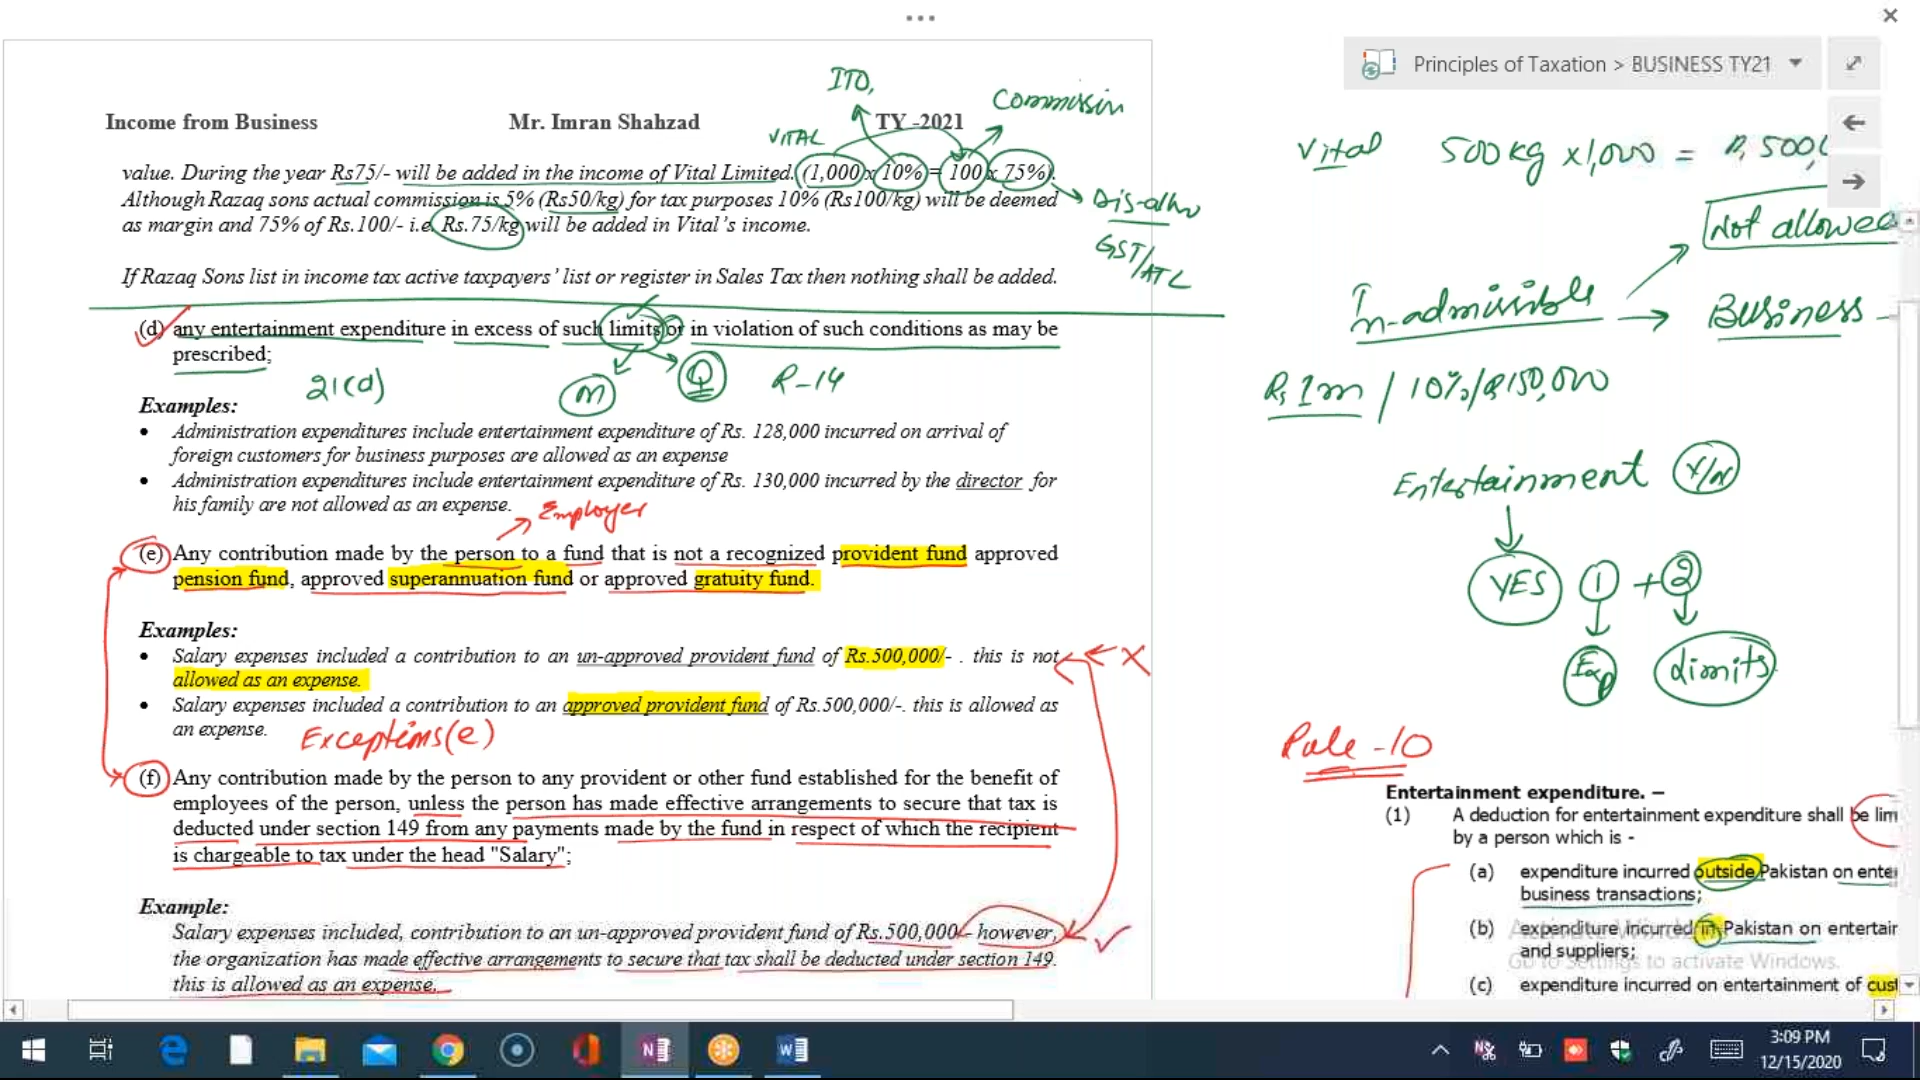 Principles of Taxation > BUSINESS TY21
ITO,
Commissin
Income from Business Mr. Imran Shahzad TY -2021
VITAL
value. During the year Rs75/- will be added in the income of Vital Limited. (1,000 x 10% = 100 x 75%).
Although Razaq sons actual commission is 5% (Rs50/kg) for tax purposes 10% (Rs100/kg) will be deemed
as margin and 75% of Rs.100/- i.e. Rs.75/kg will be added in Vital's income.
Dis-allow
GST/ATL
If Razaq Sons list in income tax active taxpayers' list or register in Sales Tax then nothing shall be added.
(d) any entertainment expenditure in excess of such limits or in violation of such conditions as may be
prescribed;
21(d) m Q R-14
Examples:
• Administration expenditures include entertainment expenditure of Rs. 128,000 incurred on arrival of
foreign customers for business purposes are allowed as an expense
• Administration expenditures include entertainment expenditure of Rs. 130,000 incurred by the director for
his family are not allowed as an expense.
Employer
(e) Any contribution made by the person to a fund that is not a recognized provident fund approved
pension fund, approved superannuation fund or approved gratuity fund.
Examples:
• Salary expenses included a contribution to an un-approved provident fund of Rs.500,000/- . this is not
allowed as an expense.
X
• Salary expenses included a contribution to an approved provident fund of Rs.500,000/-. this is allowed as
an expense.
Exceptions(e)
(f) Any contribution made by the person to any provident or other fund established for the benefit of
employees of the person, unless the person has made effective arrangements to secure that tax is
deducted under section 149 from any payments made by the fund in respect of which the recipient
is chargeable to tax under the head "Salary";
Example:
Salary expenses included, contribution to an un-approved provident fund of Rs.500,000/- however,
the organization has made effective arrangements to secure that tax shall be deducted under section 149.
this is allowed as an expense.
Vital 500kg x1,000 = R, 500,
Not allowed
In-admissible
Business
Rs 1m / 10%/R150,000
Entertainment Y/N
YES 1 + 2
Exp Limits
Rule -10
Entertainment expenditure. –
(1) A deduction for entertainment expenditure shall be lim
by a person which is -
(a) expenditure incurred outside Pakistan on enter
business transactions;
(b) expenditure incurred in Pakistan on entertain
and suppliers;
(c) expenditure incurred on entertainment of cust
Go to Settings to activate Windows.
3:09 PM
12/15/2020